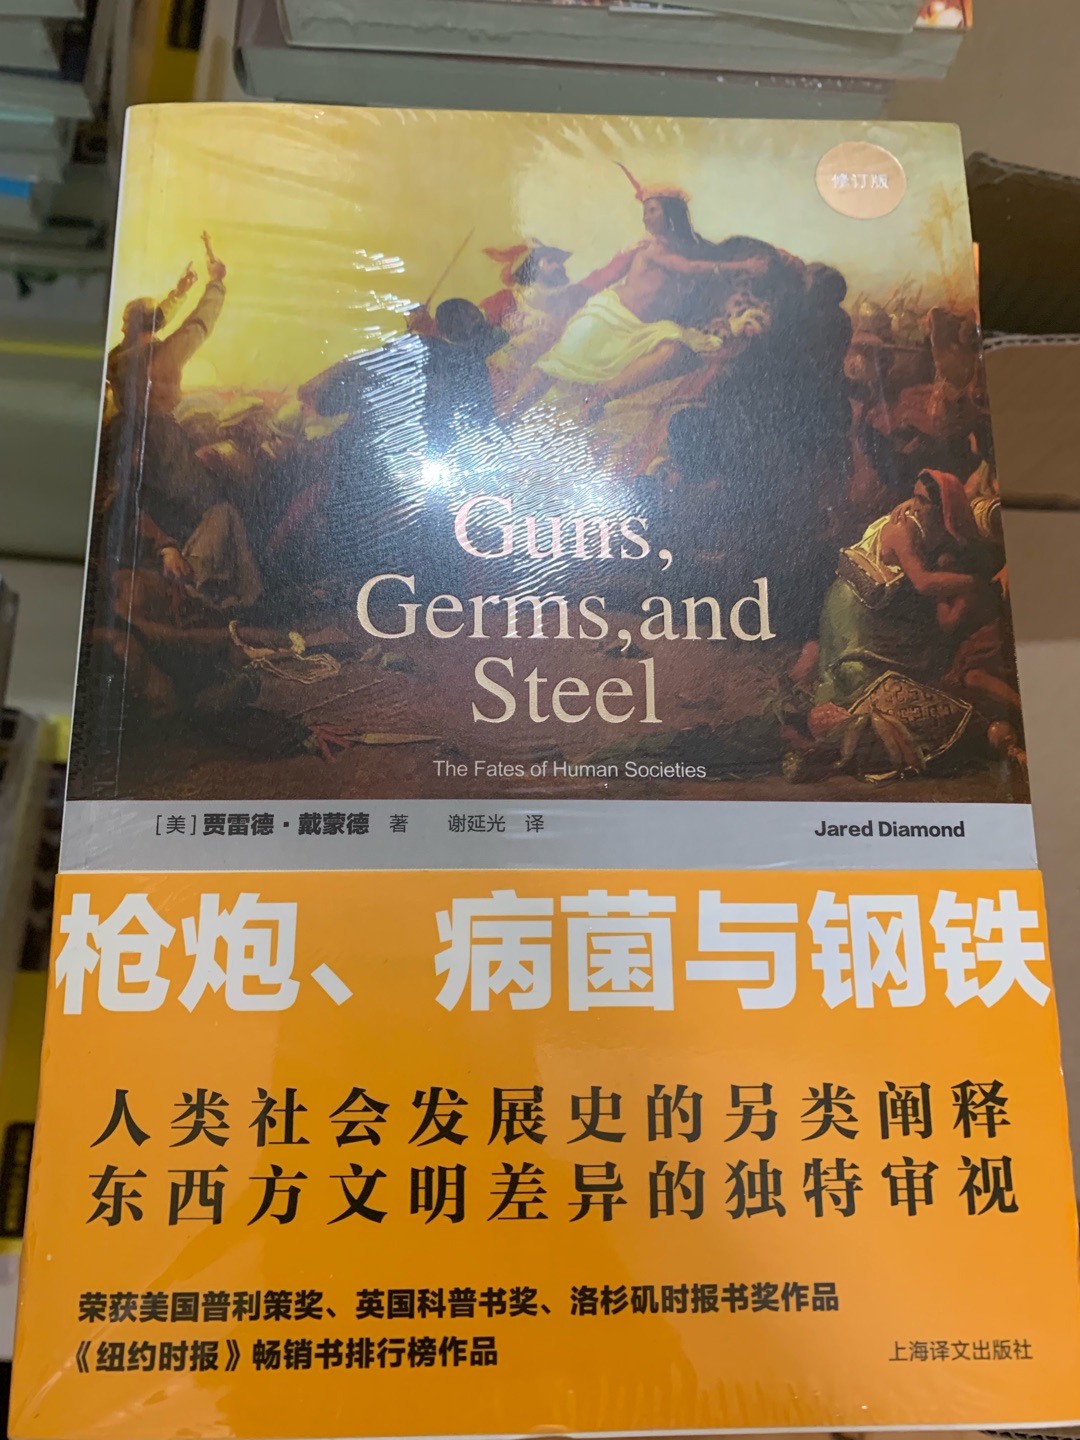 修订版
Guns,
Germs,and
Steel
The Fates of Human Societies
[美]贾雷德·戴蒙德 著 谢延光 译
Jared Diamond
枪炮、病菌与钢铁
人类社会发展史的另类阐释
东西方文明差异的独特审视
荣获美国普利策奖、英国科普书奖、洛杉矶时报书奖作品
《纽约时报》畅销书排行榜作品
上海译文出版社